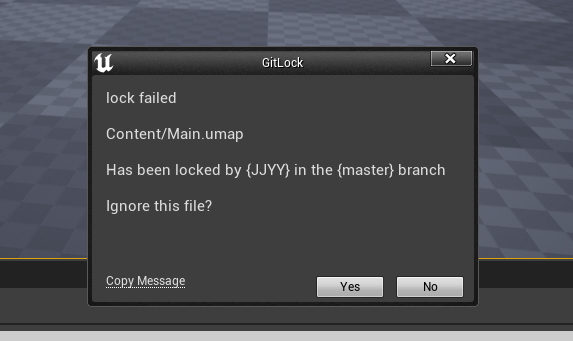 GitLock
lock failed
Content/Main.umap
Has been locked by {JJYY} in the {master} branch
Ignore this file?
Copy Message
Yes
No